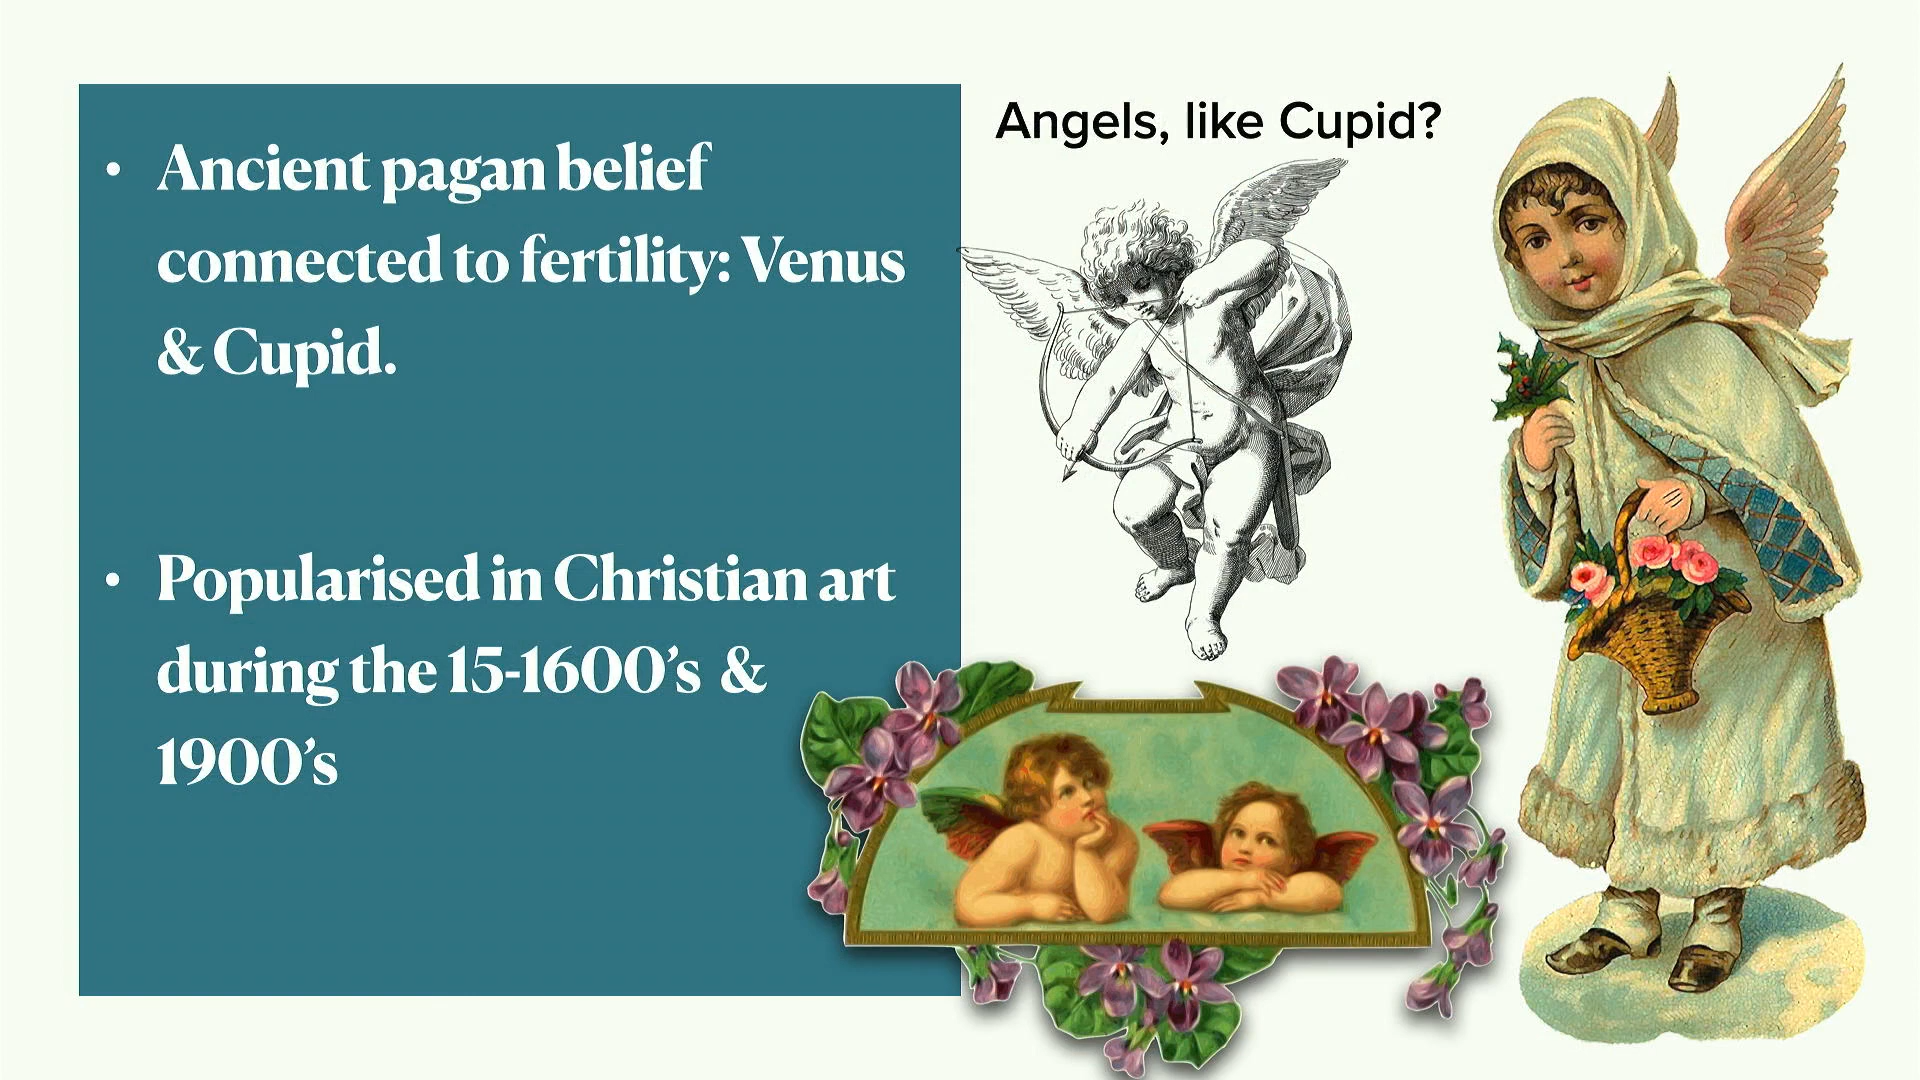 • Ancient pagan belief
connected to fertility: Venus
& Cupid.
• Popularised in Christian art
during the 15-1600’s & 
1900’s
Angels, like Cupid?